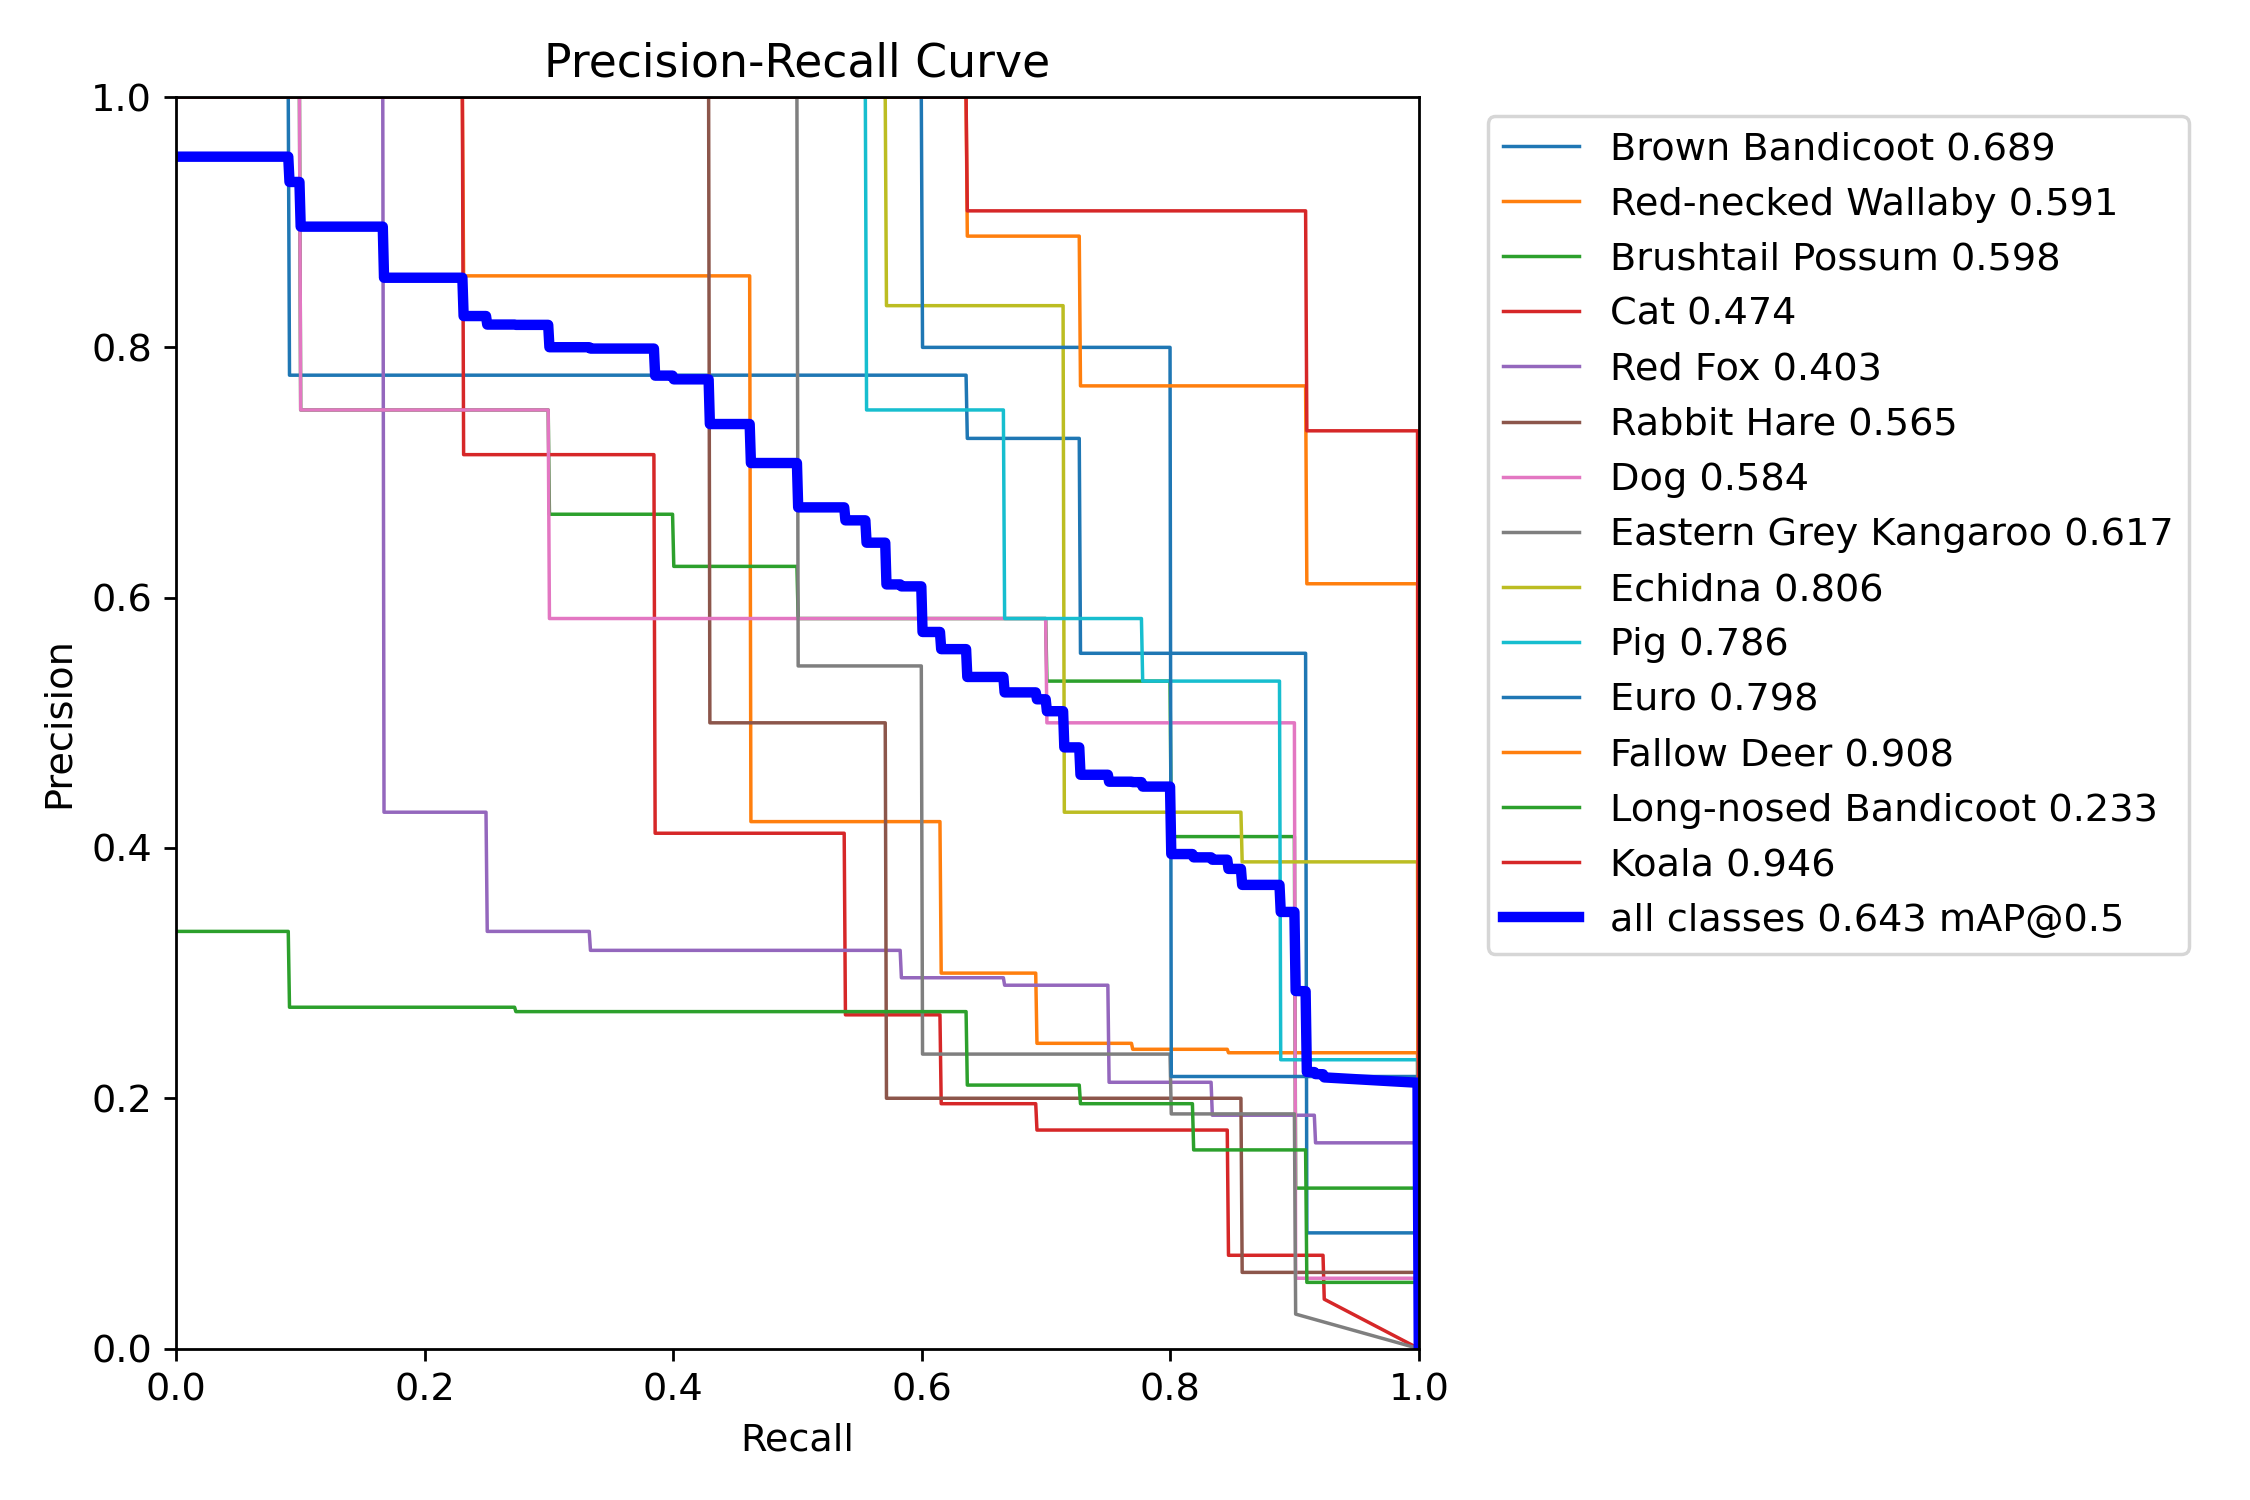 Precision-Recall Curve
1.0
0.8
0.6
0.4
0.2
0.0
Precision
0.0 0.2 0.4 0.6 0.8 1.0
Recall
Brown Bandicoot 0.689
Red-necked Wallaby 0.591
Brushtail Possum 0.598
Cat 0.474
Red Fox 0.403
Rabbit Hare 0.565
Dog 0.584
Eastern Grey Kangaroo 0.617
Echidna 0.806
Pig 0.786
Euro 0.798
Fallow Deer 0.908
Long-nosed Bandicoot 0.233
Koala 0.946
all classes 0.643 mAP@0.5